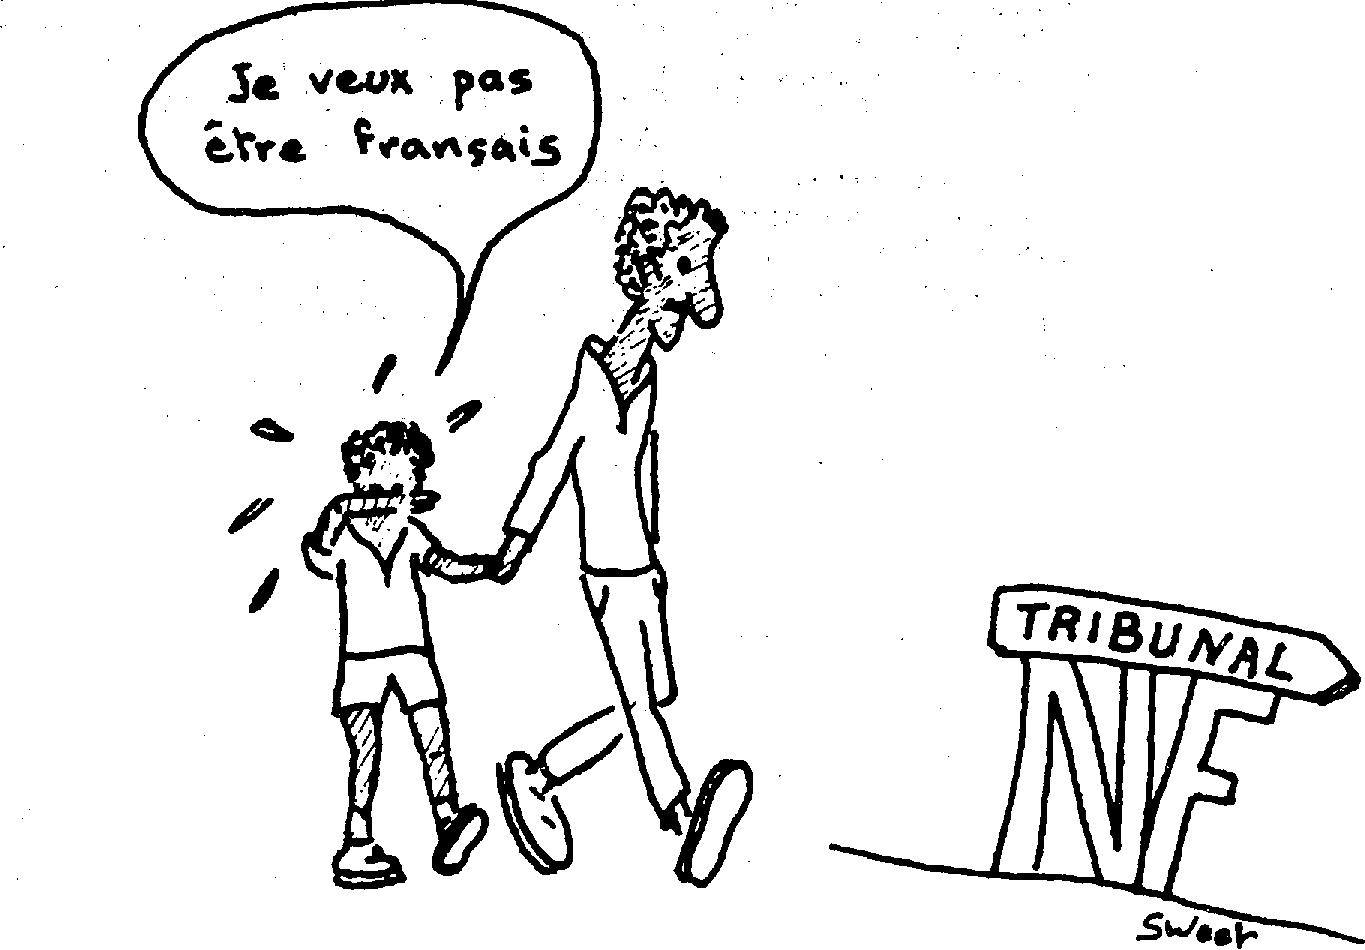 Je veux pas
être français
TRIBUNAL
NF
Sweet